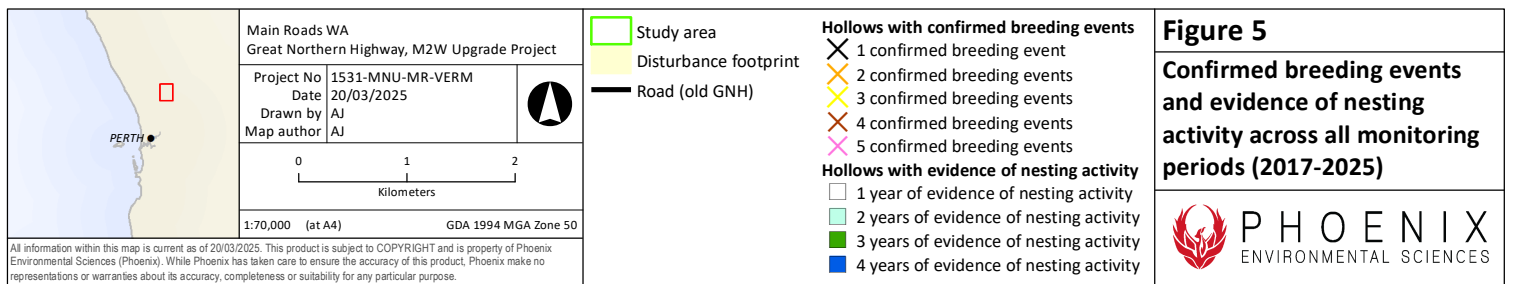 PERTH
Main Roads WA
Great Northern Highway, M2W Upgrade Project
Project No 1531-MNU-MR-VERM
Date 20/03/2025
Drawn by AJ
Map author AJ
0 1 2
Kilometers
1:70,000 (at A4) GDA 1994 MGA Zone 50
All information within this map is current as of 20/03/2025. This product is subject to COPYRIGHT and is property of Phoenix
Environmental Sciences (Phoenix). While Phoenix has taken care to ensure the accuracy of this product, Phoenix make no
representations or warranties about its accuracy, completeness or suitability for any particular purpose.
Study area
Disturbance footprint
Road (old GNH)
Hollows with confirmed breeding events
1 confirmed breeding event
2 confirmed breeding events
3 confirmed breeding events
4 confirmed breeding events
5 confirmed breeding events
Hollows with evidence of nesting activity
1 year of evidence of nesting activity
2 years of evidence of nesting activity
3 years of evidence of nesting activity
4 years of evidence of nesting activity
Figure 5
Confirmed breeding events
and evidence of nesting
activity across all monitoring
periods (2017-2025)
PHOENIX
ENVIRONMENTAL SCIENCES